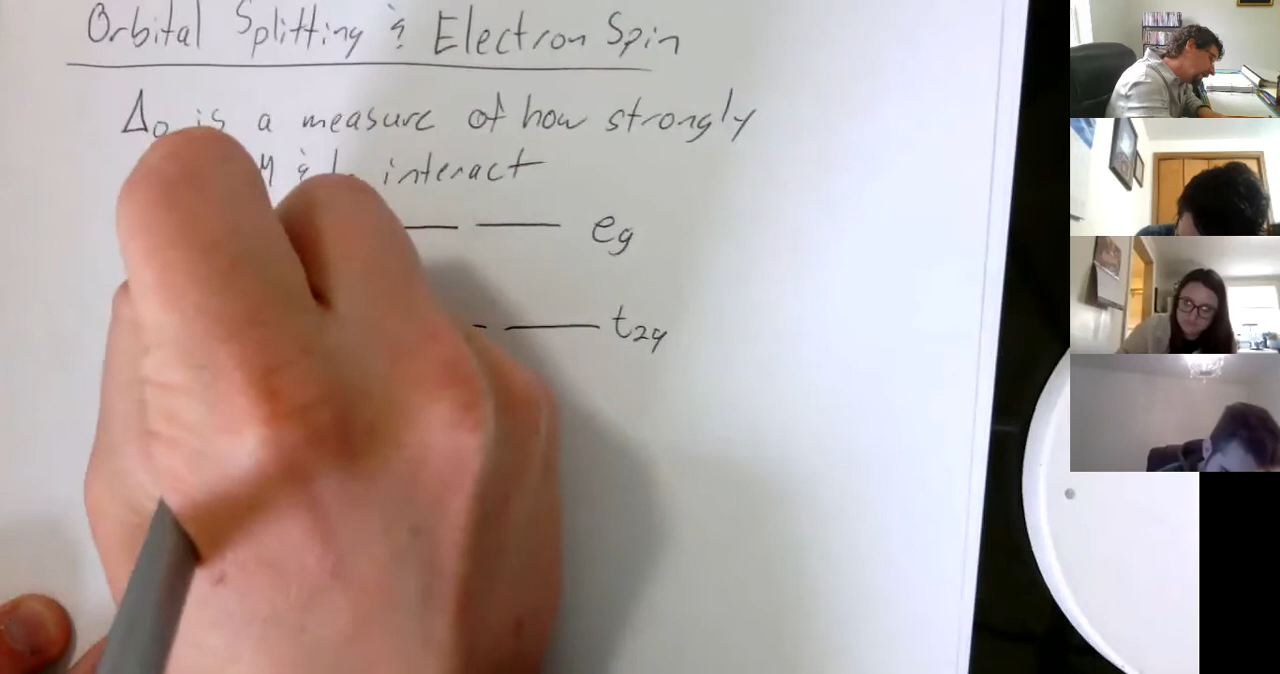 Orbital Splitting & Electron Spin
Δo is a measure of how strongly
M & L interact
eg
t2g